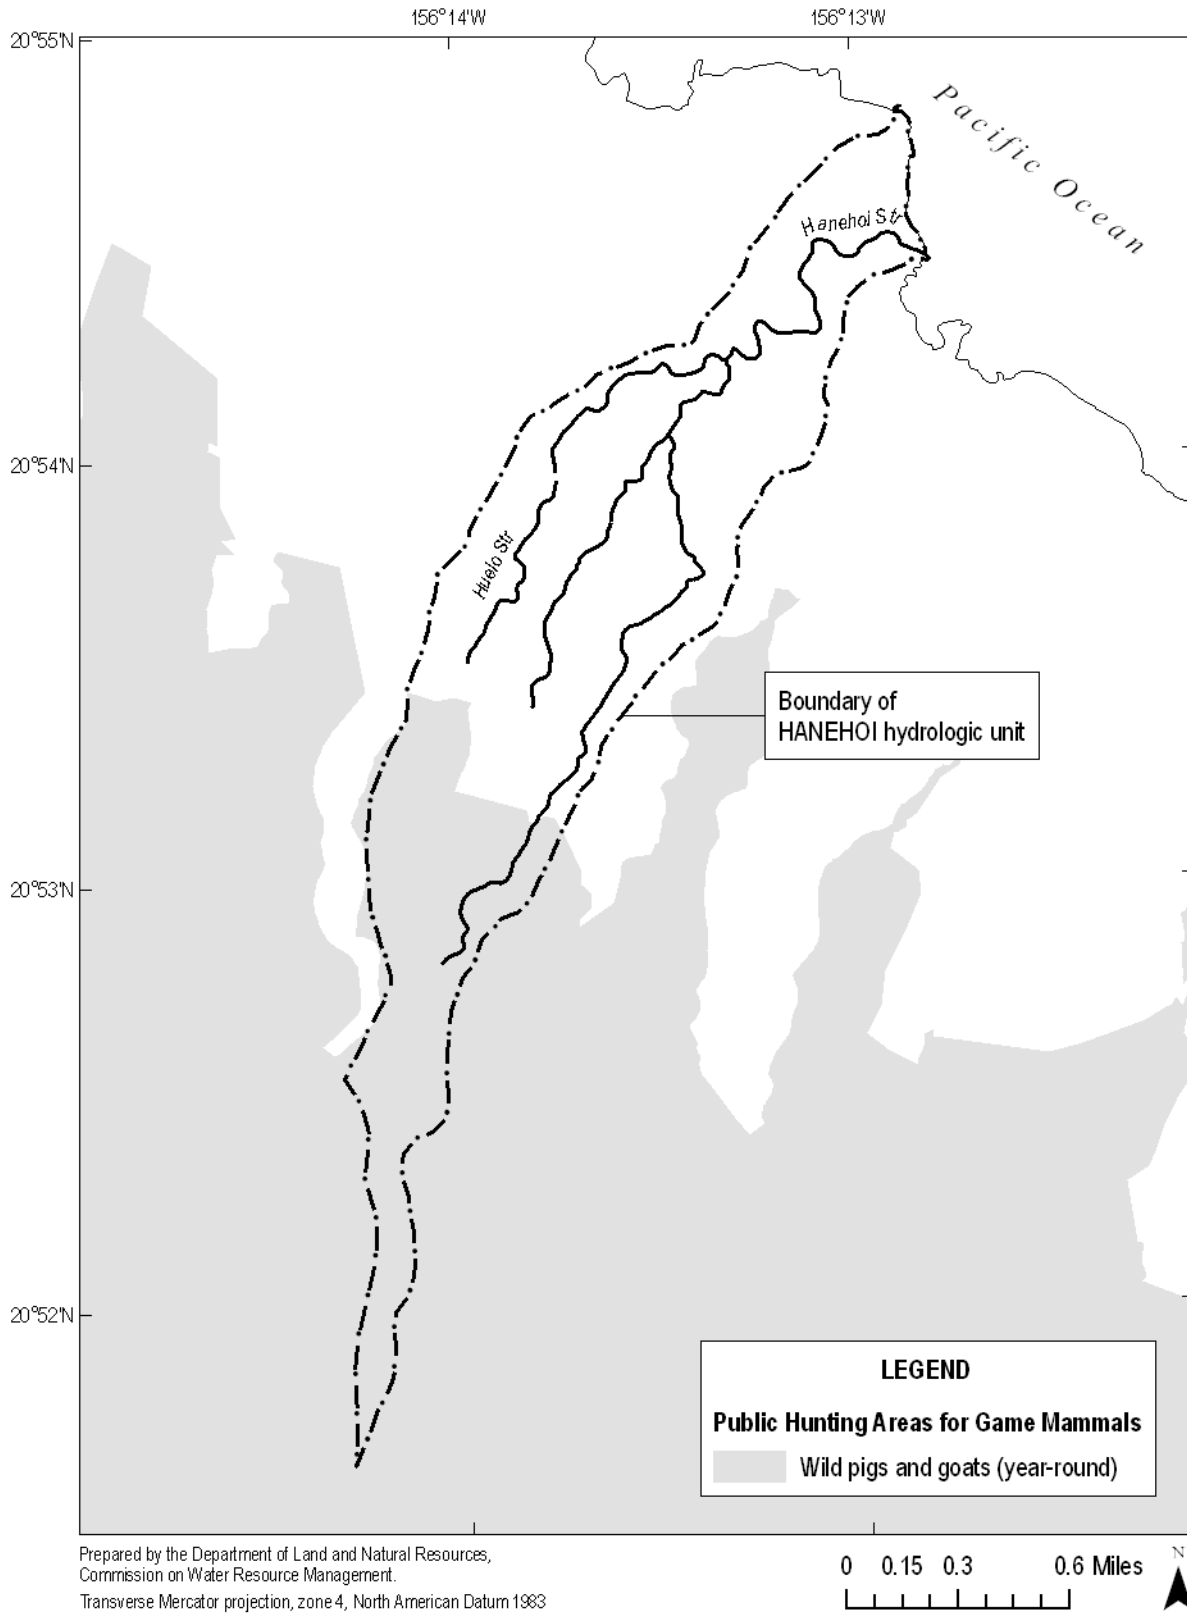 156°14'W
156°13'W
20°55'N
Pacific Ocean
Hanehoi Str
20°54'N
Huelo Str
Boundary of
HANEHOI hydrologic unit
20°53'N
20°52'N
LEGEND
Public Hunting Areas for Game Mammals
Wild pigs and goats (year-round)
Prepared by the Department of Land and Natural Resources,
Commission on Water Resource Management.
Transverse Mercator projection, zone 4, North American Datum 1983
0 0.15 0.3 0.6 Miles
N